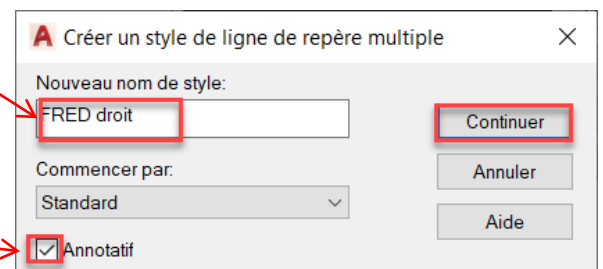 Créer un style de ligne de repère multiple
Nouveau nom de style:
FRED droit
Continuer
Commencer par:
Annuler
Standard
Aide
Annotatif